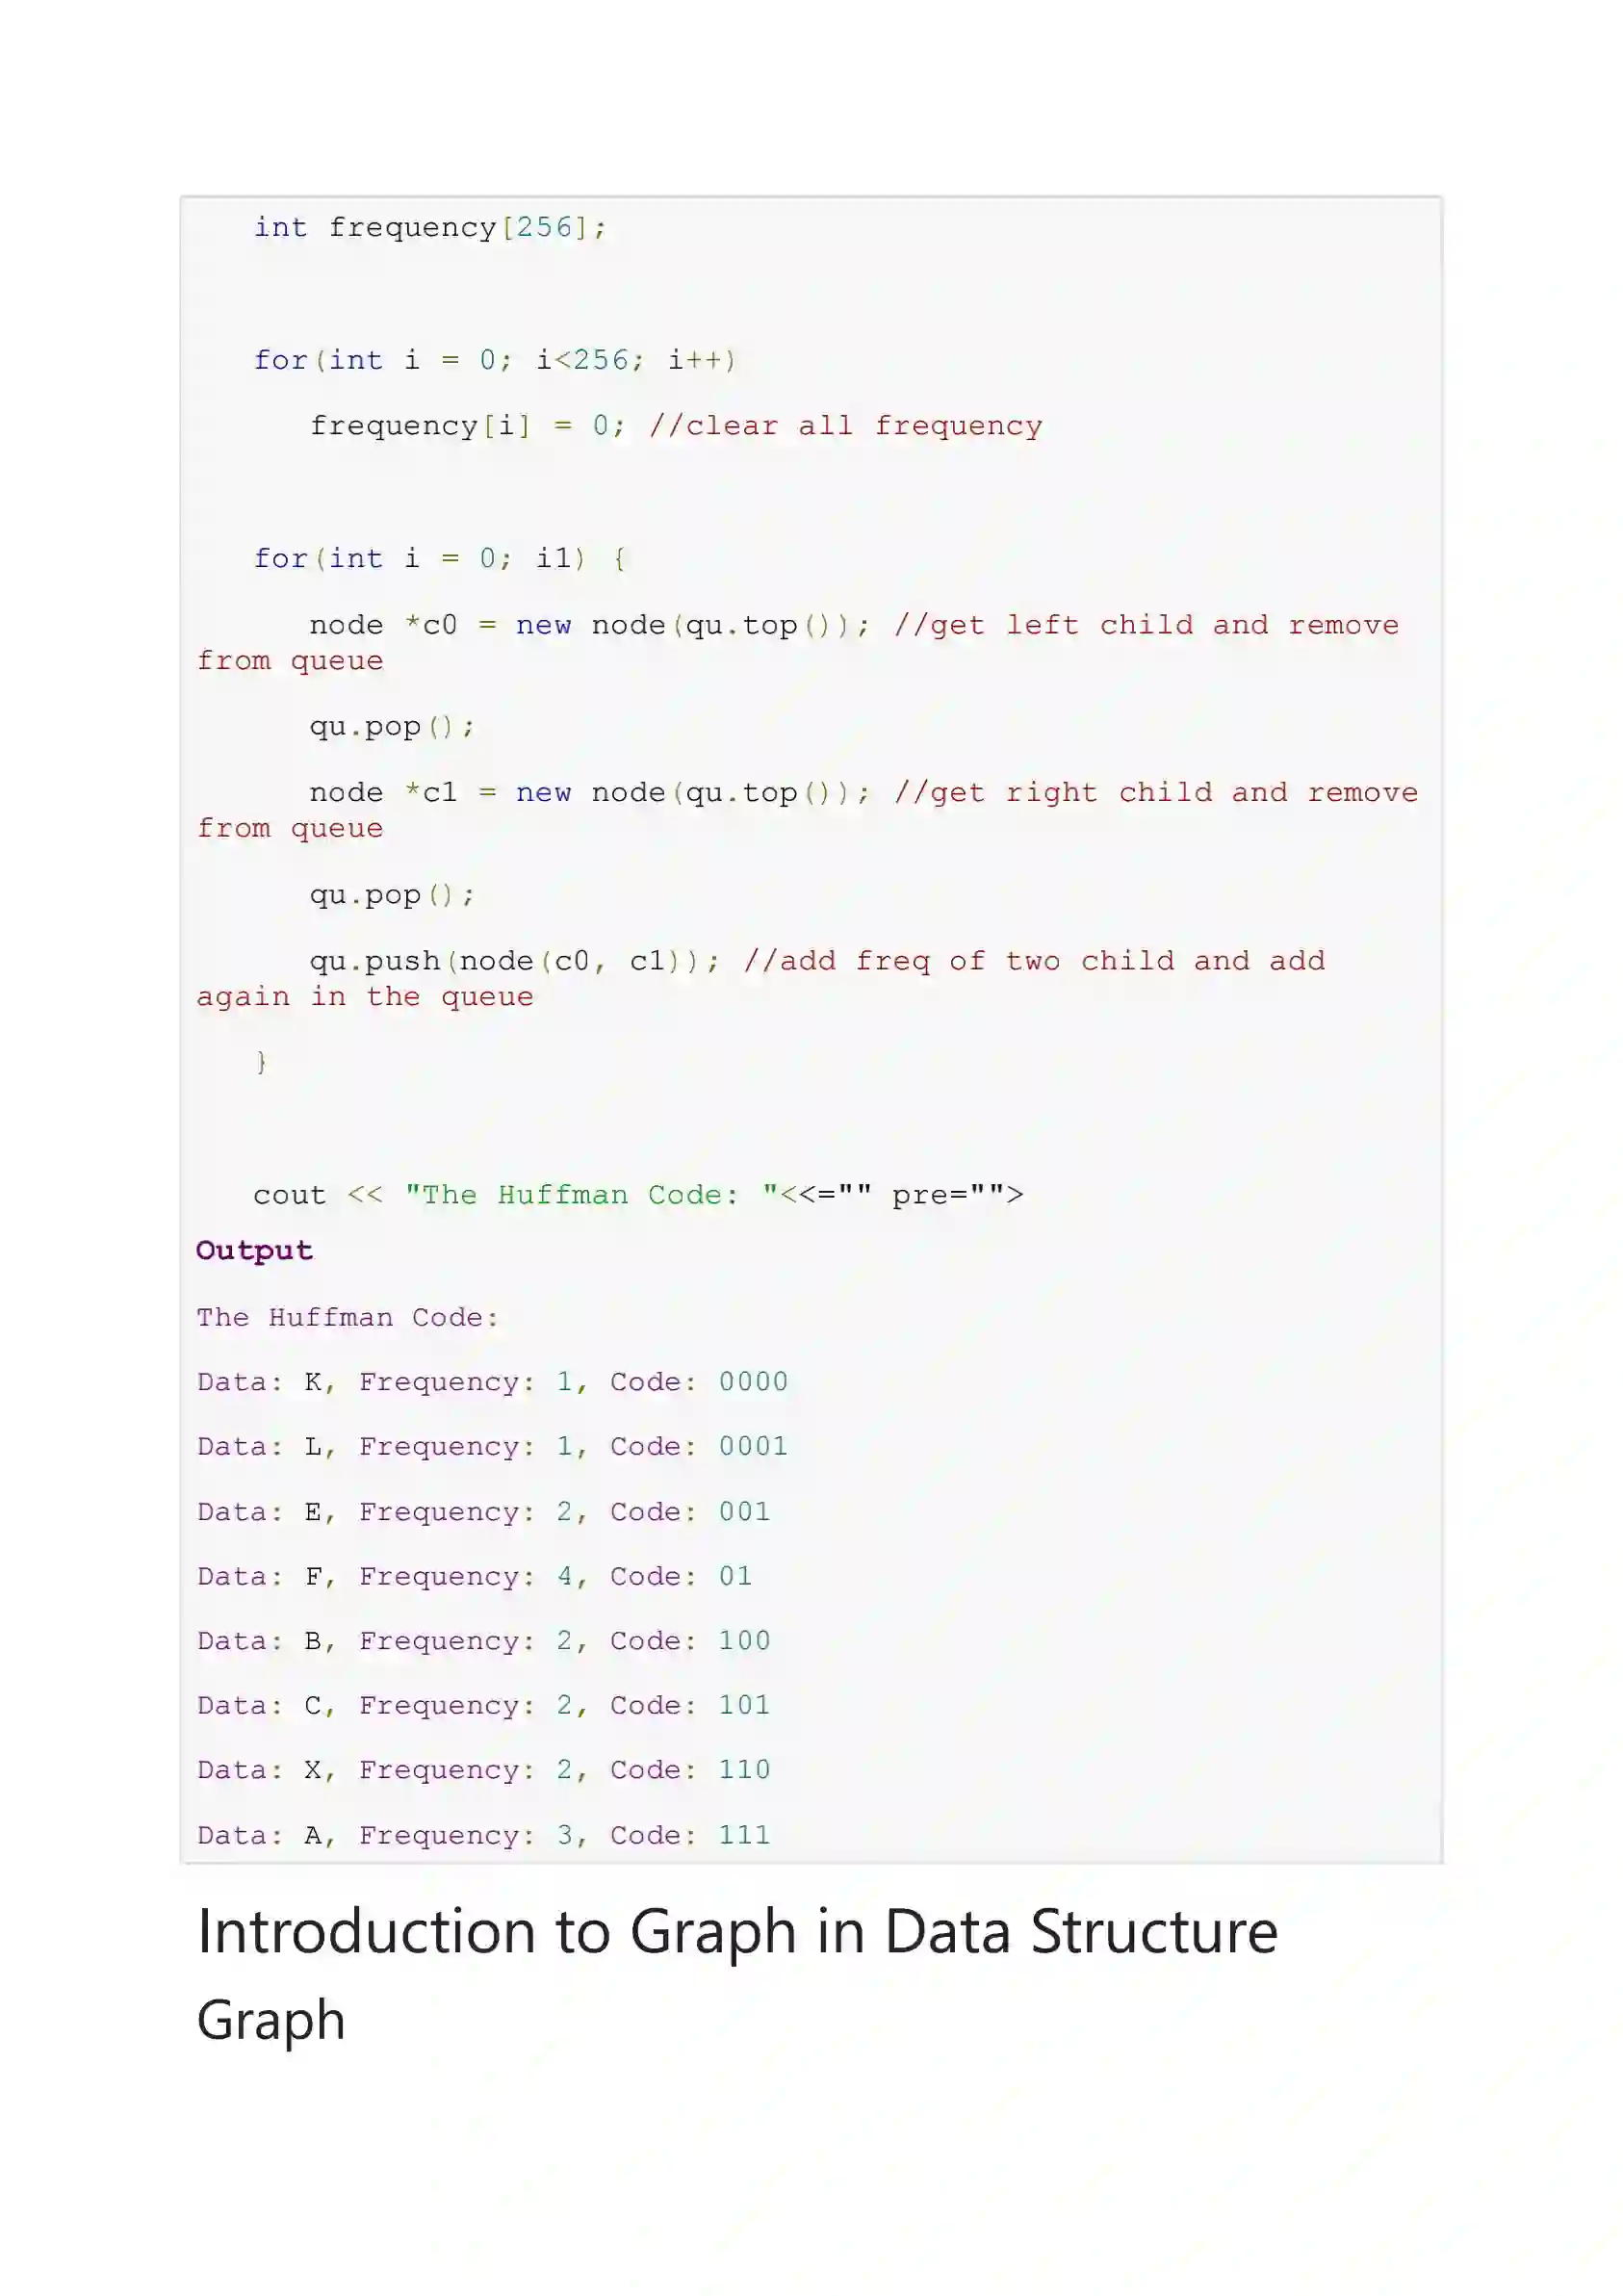 int frequency[256];
for(int i = 0; i<256; i++)
frequency[i] = 0; //clear all frequency
for(int i = 0; i1) {
node *c0 = new node(qu.top()); //get left child and remove
from queue
qu.pop();
node *c1 = new node(qu.top()); //get right child and remove
from queue
qu.pop();
qu.push(node(c0, c1)); //add freq of two child and add
again in the queue
}
cout << "The Huffman Code: "<<="" pre="">
Output
The Huffman Code:
Data: K, Frequency: 1, Code: 0000
Data: L, Frequency: 1, Code: 0001
Data: E, Frequency: 2, Code: 001
Data: F, Frequency: 4, Code: 01
Data: B, Frequency: 2, Code: 100
Data: C, Frequency: 2, Code: 101
Data: X, Frequency: 2, Code: 110
Data: A, Frequency: 3, Code: 111
Introduction to Graph in Data Structure
Graph